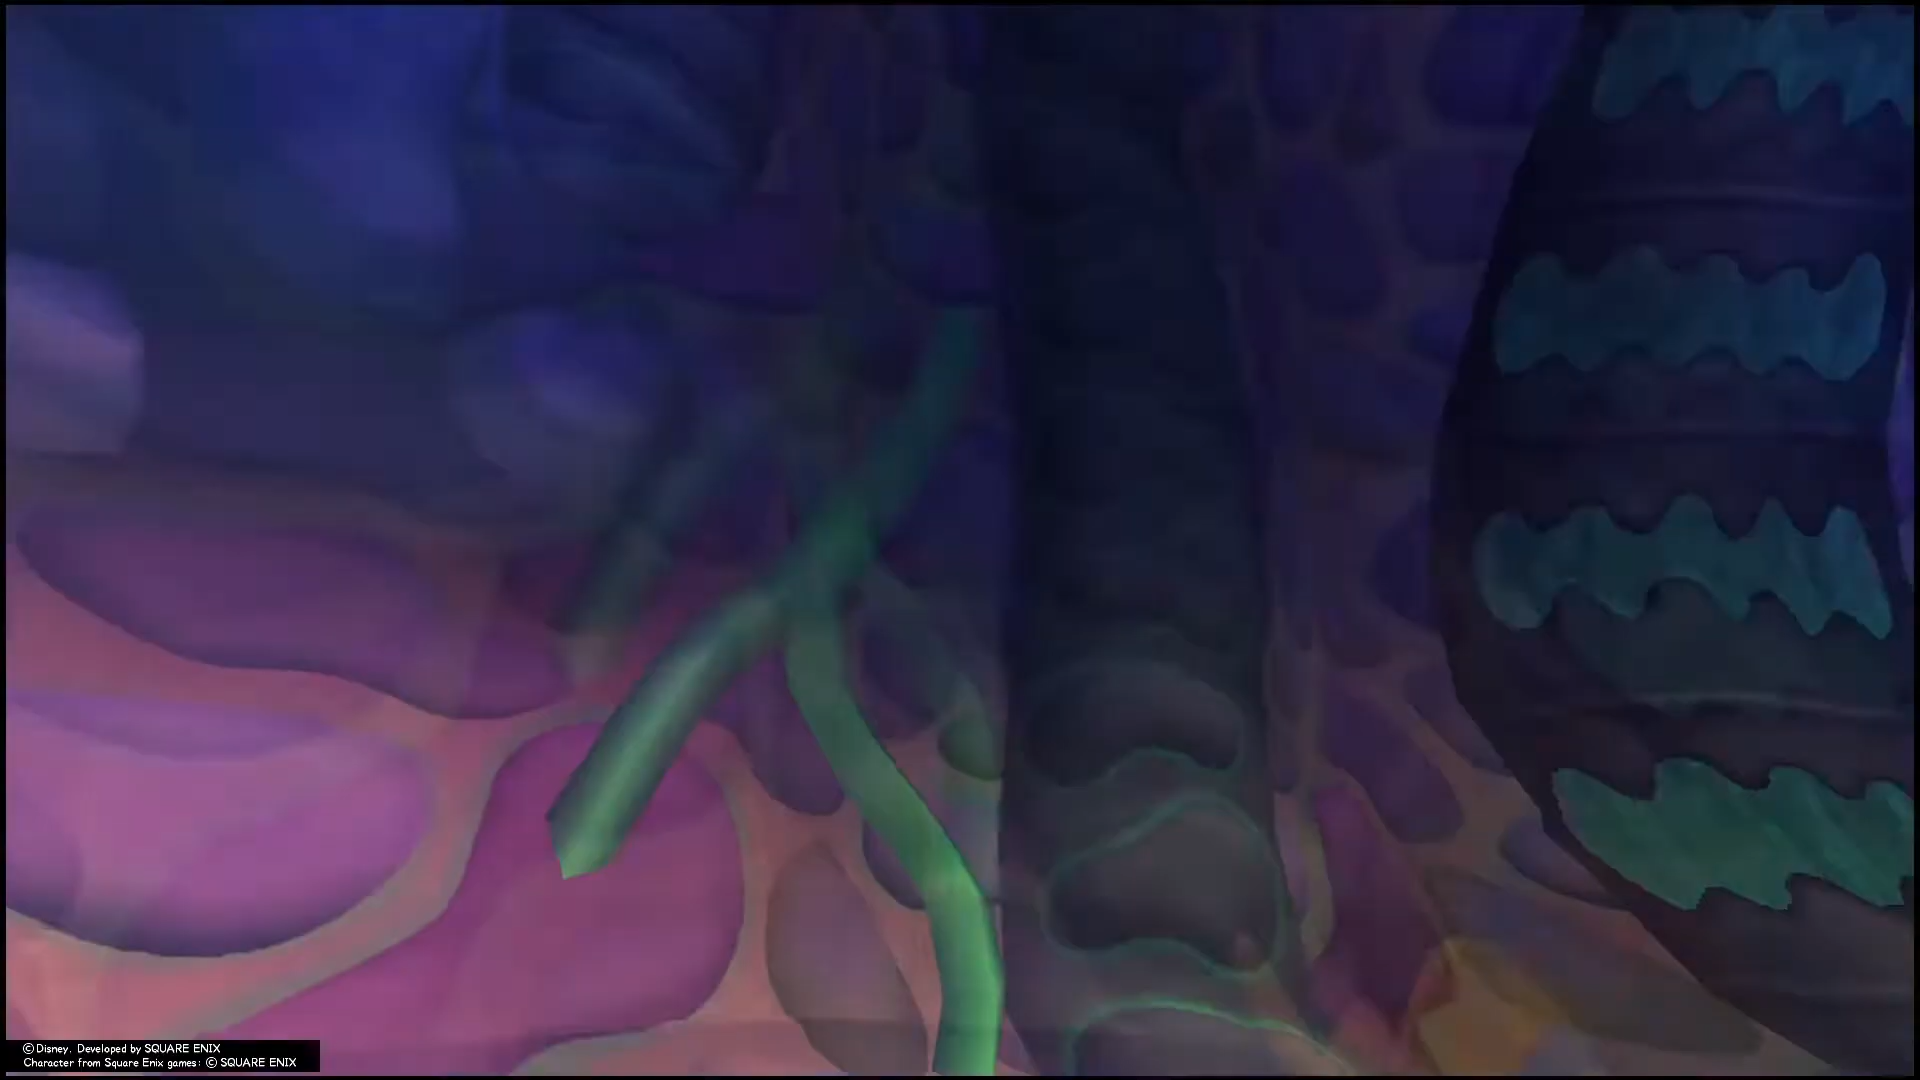 ©Disney. Developed by SQUARE ENIX
Character from Square Enix games: © SQUARE ENIX